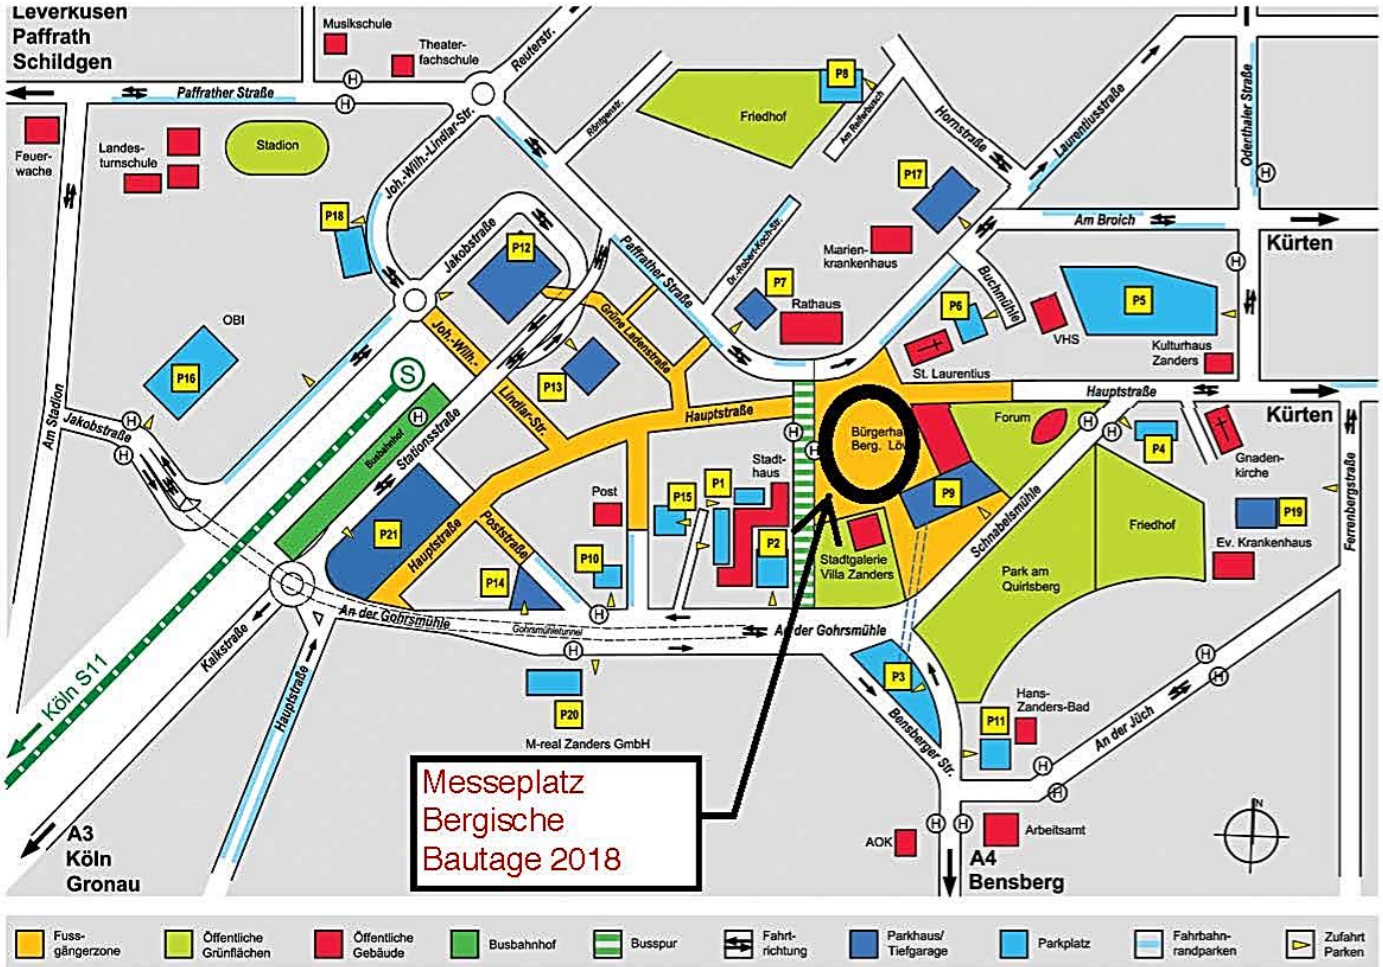 Leverkusen
Paffrath
Schildgen
Musikschule
Theater-
fachschule
Reuterstr.
Paffrather Straße
Feuer-
wache
Landes-
turnschule
Stadion
Joh.-Wilh.-Lindlar-Str.
Röntgenstr.
Friedhof
P8
Am Reiferbusch
Hornstraße
Laurentiusstraße
Odenthaler Straße
P17
P18
Jakobstraße
P12
Paffrather Straße
Dr.-Robert-Koch-Str.
Marien-
krankenhaus
Am Broich
Kürten
Buchmühle
P7
Rathaus
P6
P5
VHS
Kulturhaus
Zanders
St. Laurentius
OBI
P16
Joh.-Wilh.-
Lindlar-Str.
Grüne Ladenstraße
P13
S
H
Busbahnhof
Stationsstraße
Am Stadion
Jakobstraße
Hauptstraße
Hauptstraße
Kürten
Bürgerha
Berg. Löw
Forum
P4
Gnaden-
kirche
Stadt-
haus
P1
P15
Post
P2
P9
Schnabelsmühle
Friedhof
P19
Ev. Krankenhaus
Ferrenbergstraße
P21
Hauptstraße
Poststraße
P10
P14
Stadtgalerie
Villa Zanders
Park am
Quirlsberg
An der Gohrsmühle
Gohrsmühletunnel
An der Gohrsmühle
Kalkstraße
Hauptstraße
Köln S11
P20
M-real Zanders GmbH
P3
Bensberger Str.
P11
Hans-
Zanders-Bad
An der Jüch
Messeplatz
Bergische
Bautage 2018
AOK
Arbeitsamt
N
A3
Köln
Gronau
A4
Bensberg
Fuss-
gängerzone
Öffentliche
Grünflächen
Öffentliche
Gebäude
Busbahnhof
Busspur
Fahrt-
richtung
Parkhaus/
Tiefgarage
Parkplatz
Fahrbahn-
randparken
Zufahrt
Parken